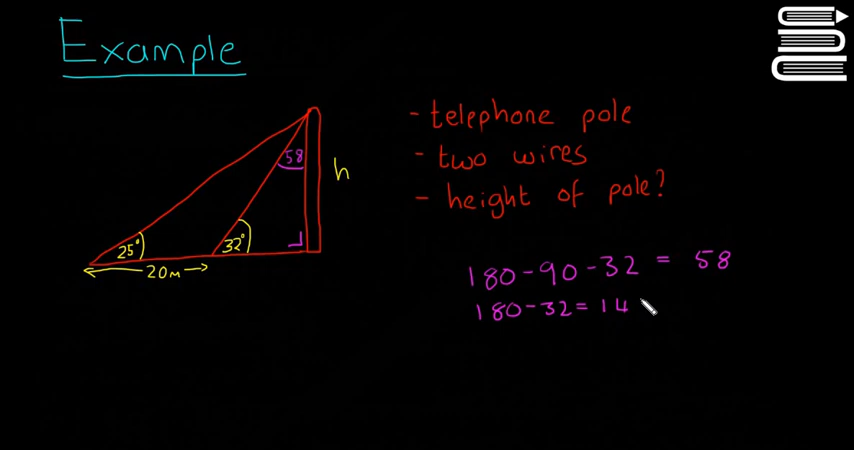 Example
- telephone pole
- two wires
- height of pole?
58
h
25°
32°
20m
180-90-32 = 58
180-32=14